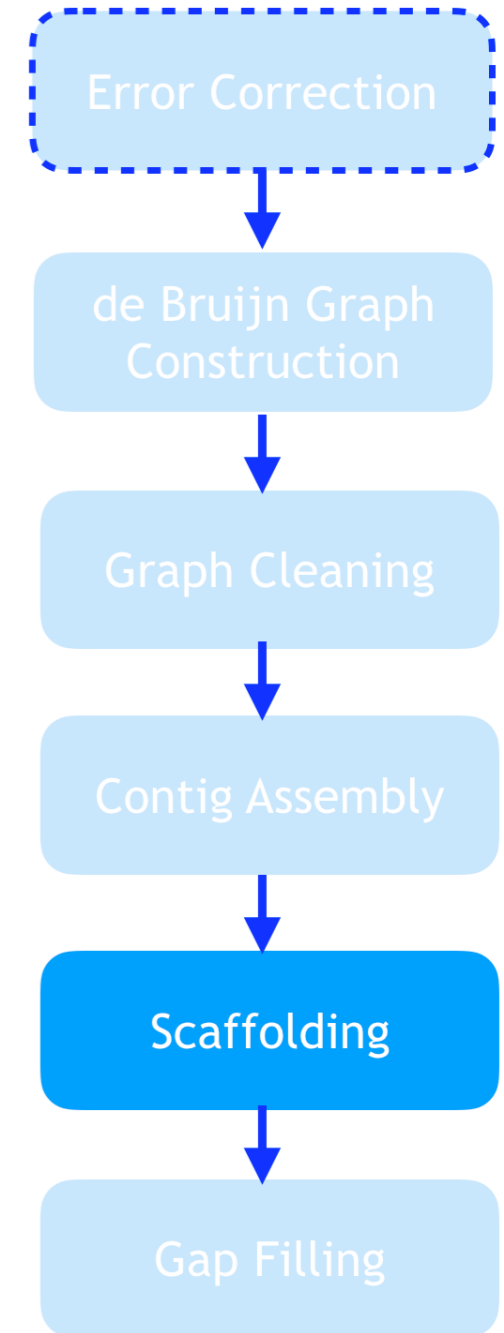 Error Correction
de Bruijn Graph
Construction
Graph Cleaning
Contig Assembly
Scaffolding
Gap Filling